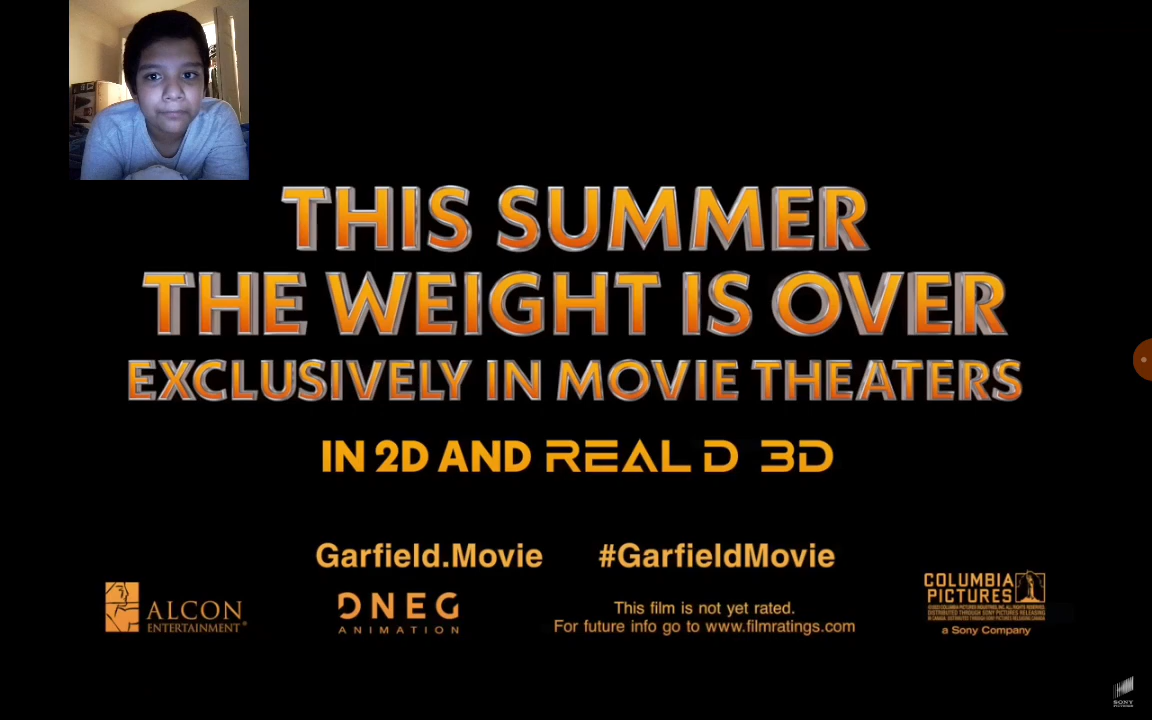 THIS SUMMER
THE WEIGHT IS OVER
EXCLUSIVELY IN MOVIE THEATERS
IN 2D AND REAL D 3D
Garfield.Movie #GarfieldMovie
ALCON
ENTERTAINMENT®
DNEG
ANIMATION
This film is not yet rated.
For future info go to www.filmratings.com
COLUMBIA
PICTURES
a Sony Company
SONY
PICTURES